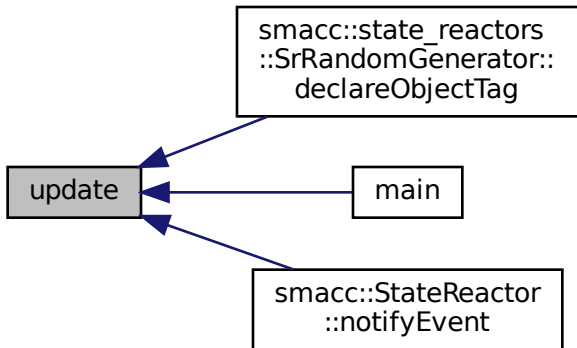 smacc::state_reactors
::SrRandomGenerator::
declareObjectTag
update
main
smacc::StateReactor
::notifyEvent